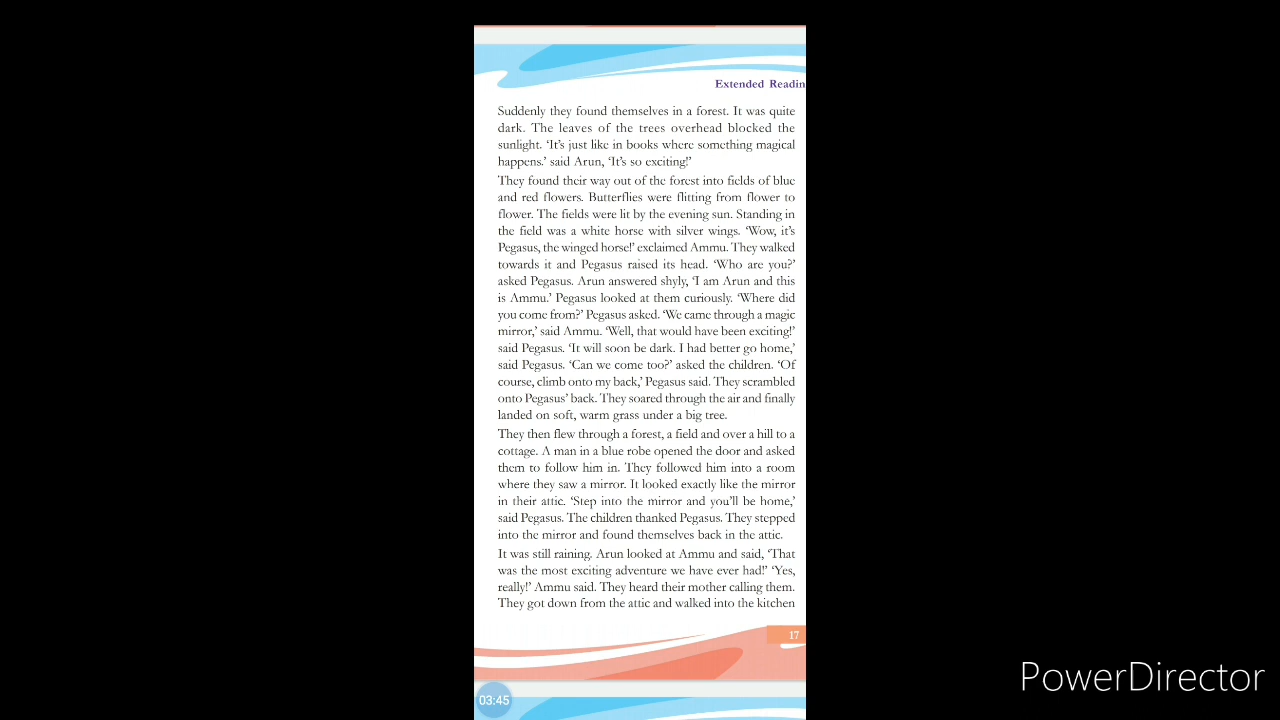 Extended Readin
Suddenly they found themselves in a forest. It was quite
dark. The leaves of the trees overhead blocked the
sunlight. ‘It’s just like in books where something magical
happens.’ said Arun, ‘It’s so exciting!’
They found their way out of the forest into fields of blue
and red flowers. Butterflies were flitting from flower to
flower. The fields were lit by the evening sun. Standing in
the field was a white horse with silver wings. ‘Wow, it’s
Pegasus, the winged horse!’ exclaimed Ammu. They walked
towards it and Pegasus raised its head. ‘Who are you?’
asked Pegasus. Arun answered shyly, ‘I am Arun and this
is Ammu.’ Pegasus looked at them curiously. ‘Where did
you come from?’ Pegasus asked. ‘We came through a magic
mirror,’ said Ammu. ‘Well, that would have been exciting!’
said Pegasus. ‘It will soon be dark. I had better go home,’
said Pegasus. ‘Can we come too?’ asked the children. ‘Of
course, climb onto my back,’ Pegasus said. They scrambled
onto Pegasus’ back. They soared through the air and finally
landed on soft, warm grass under a big tree.
They then flew through a forest, a field and over a hill to a
cottage. A man in a blue robe opened the door and asked
them to follow him in. They followed him into a room
where they saw a mirror. It looked exactly like the mirror
in their attic. ‘Step into the mirror and you’ll be home,’
said Pegasus. The children thanked Pegasus. They stepped
into the mirror and found themselves back in the attic.
It was still raining. Arun looked at Ammu and said, ‘That
was the most exciting adventure we have ever had!’ ‘Yes,
really!’ Ammu said. They heard their mother calling them.
They got down from the attic and walked into the kitchen
17
03:45
PowerDirector